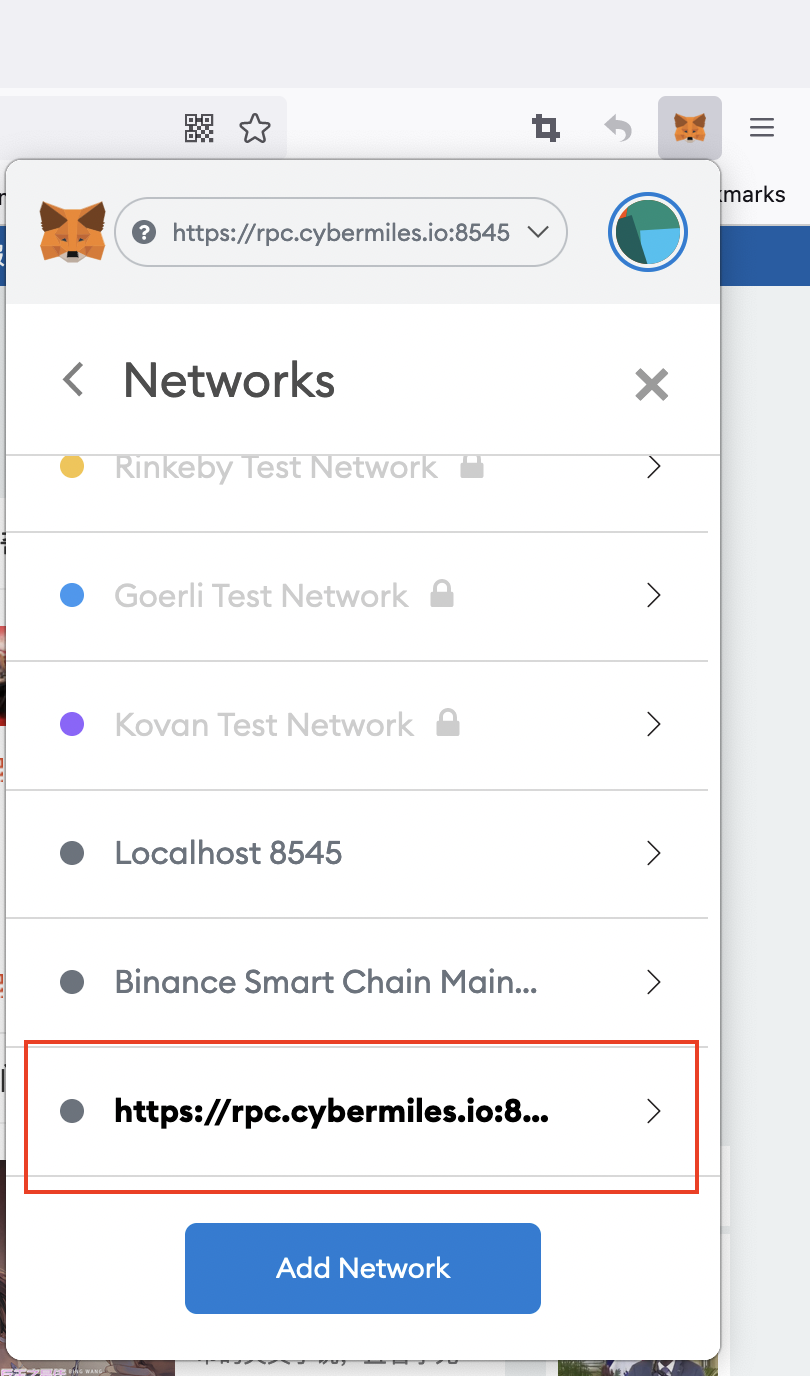 https://rpc.cybermiles.io:8545
kmarks
Networks
Rinkeby Test Network
Goerli Test Network
Kovan Test Network
Localhost 8545
Binance Smart Chain Main...
https://rpc.cybermiles.io:8...
Add Network